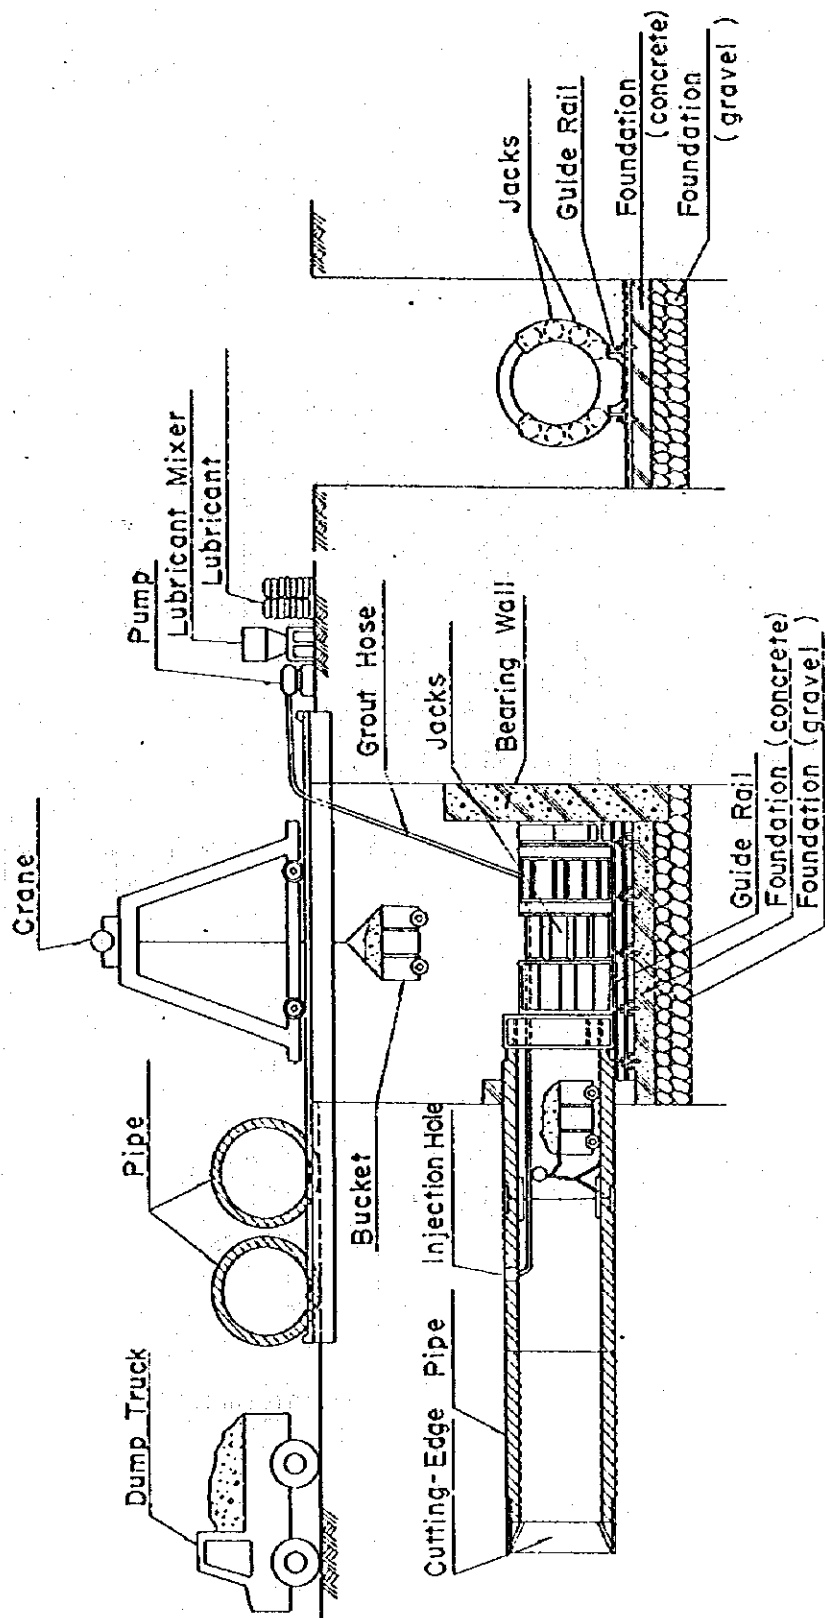 Dump Truck
Pipe
Crane
Pump
Lubricant Mixer
Lubricant
Bucket
Grout Hose
Cutting-Edge
Pipe
Injection Hole
Jacks
Bearing Wall
Guide Rail
Foundation (concrete)
Foundation (gravel)
Jacks
Guide Rail
Foundation
(concrete)
Foundation
(gravel)